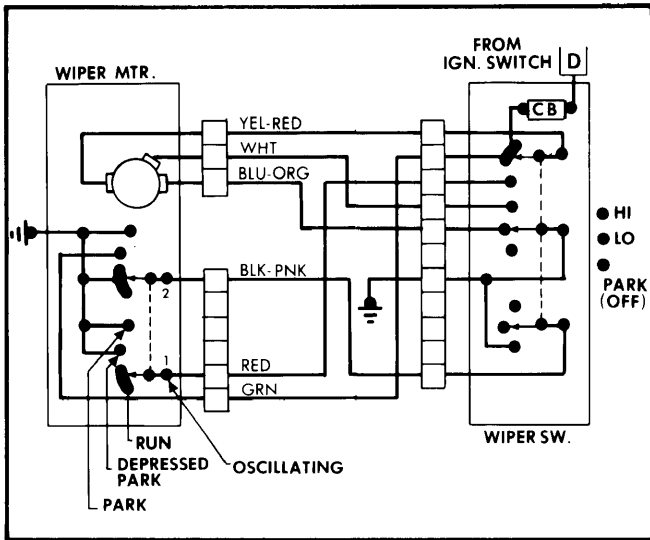 FROM
IGN. SWITCH
D
WIPER MTR.
CB
YEL-RED
WHT
BLU-ORG
HI
LO
PARK
(OFF)
BLK-PNK
2
1
RED
GRN
RUN
DEPRESSED
PARK
OSCILLATING
PARK
WIPER SW.